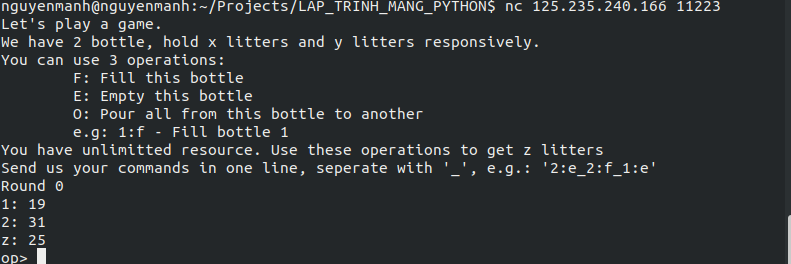 nguyenmanh@nguyenmanh:~/Projects/LAP_TRINH_MANG_PYTHON$ nc 125.235.240.166 11223
Let's play a game.
We have 2 bottle, hold x litters and y litters responsively.
You can use 3 operations:
F: Fill this bottle
E: Empty this bottle
O: Pour all from this bottle to another
e.g: 1:f - Fill bottle 1
You have unlimitted resource. Use these operations to get z litters
Send us your commands in one line, seperate with '_', e.g.: '2:e_2:f_1:e'
Round 0
1: 19
2: 31
z: 25
op>